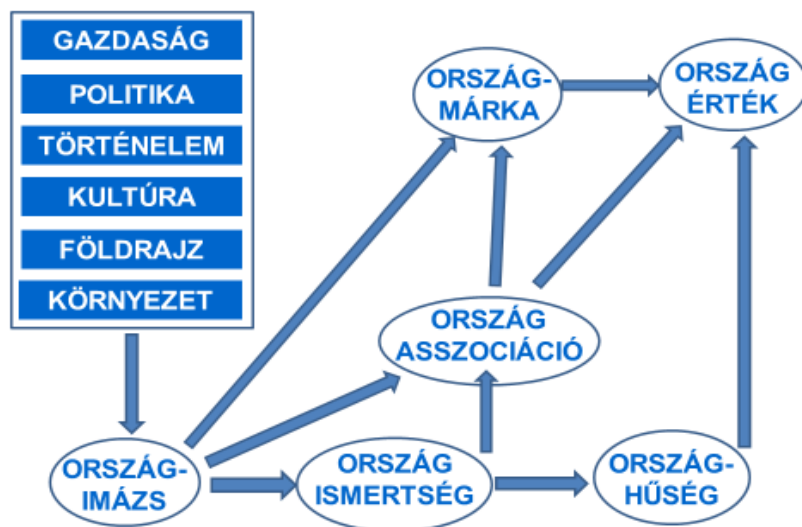 GAZDASÁG
POLITIKA
TÖRTÉNELEM
KULTÚRA
FÖLDRAJZ
KÖRNYEZET
ORSZÁG-
MÁRKA
ORSZÁG
ÉRTÉK
ORSZÁG
ASSZOCIÁCIÓ
ORSZÁG-
IMÁZS
ORSZÁG
ISMERTSÉG
ORSZÁG-
HŰSÉG